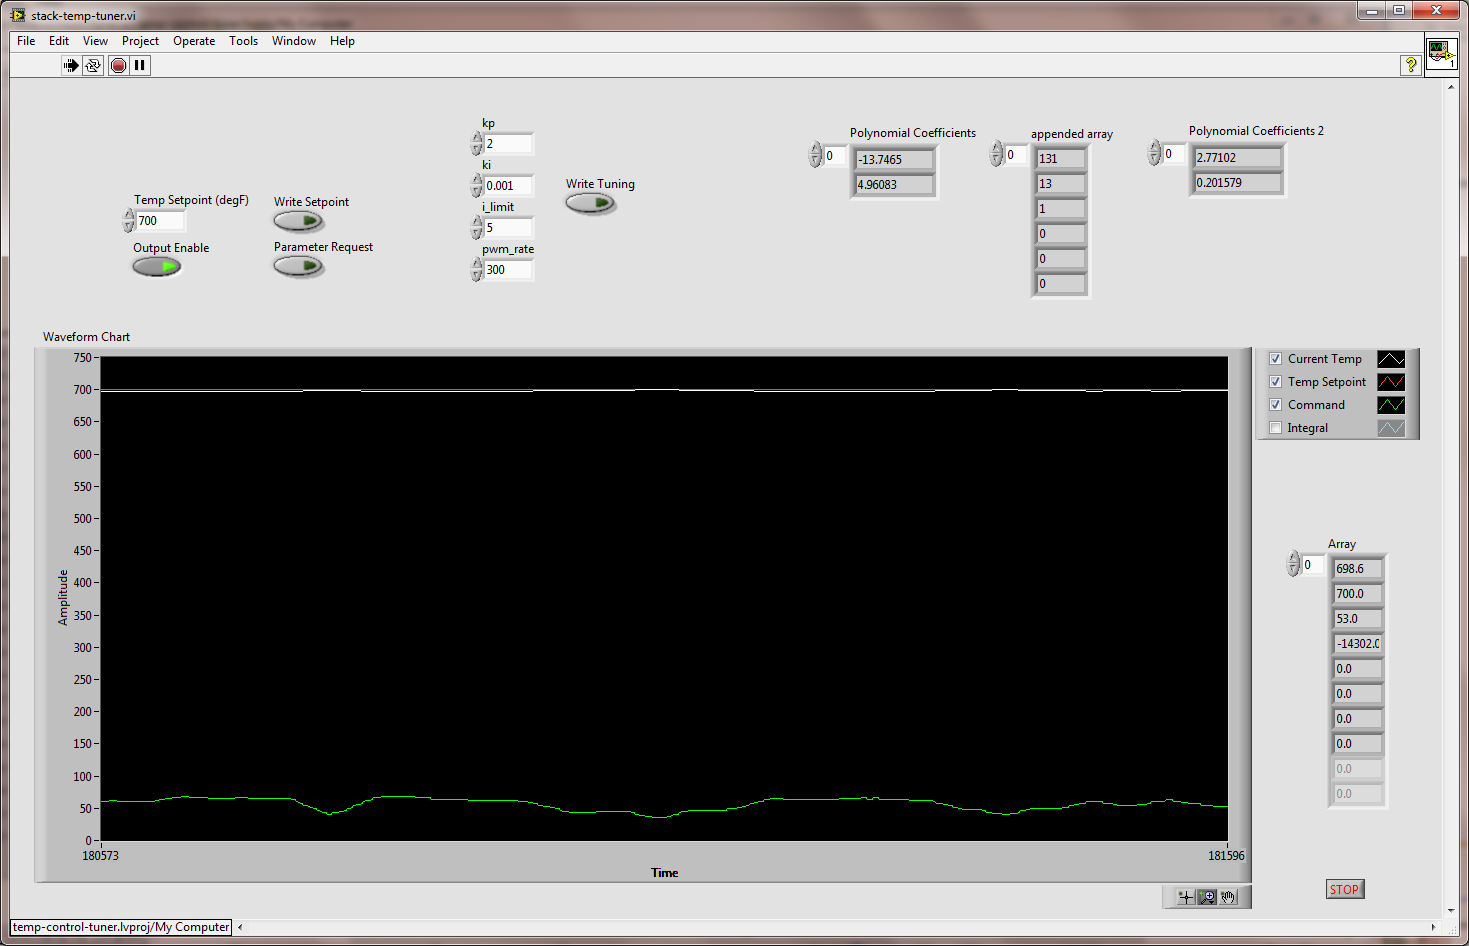 stack-temp-tuner.vi
File Edit View Project Operate Tools Window Help
1
kp
2
ki
0.001
i_limit
5
pwm_rate
300
Write Tuning
Temp Setpoint (degF)
700
Write Setpoint
Output Enable
Parameter Request
Polynomial Coefficients
0
-13.7465
4.96083
appended array
0
131
13
1
0
0
0
Polynomial Coefficients 2
0
2.77102
0.201579
Waveform Chart
750
700
650
600
550
500
450
400
350
300
250
200
150
100
50
0
Amplitude
180573
181596
Time
Current Temp
Temp Setpoint
Command
Integral
Array
0
698.6
700.0
53.0
-14302.0
0.0
0.0
0.0
0.0
0.0
0.0
STOP
temp-control-tuner.lvproj/My Computer